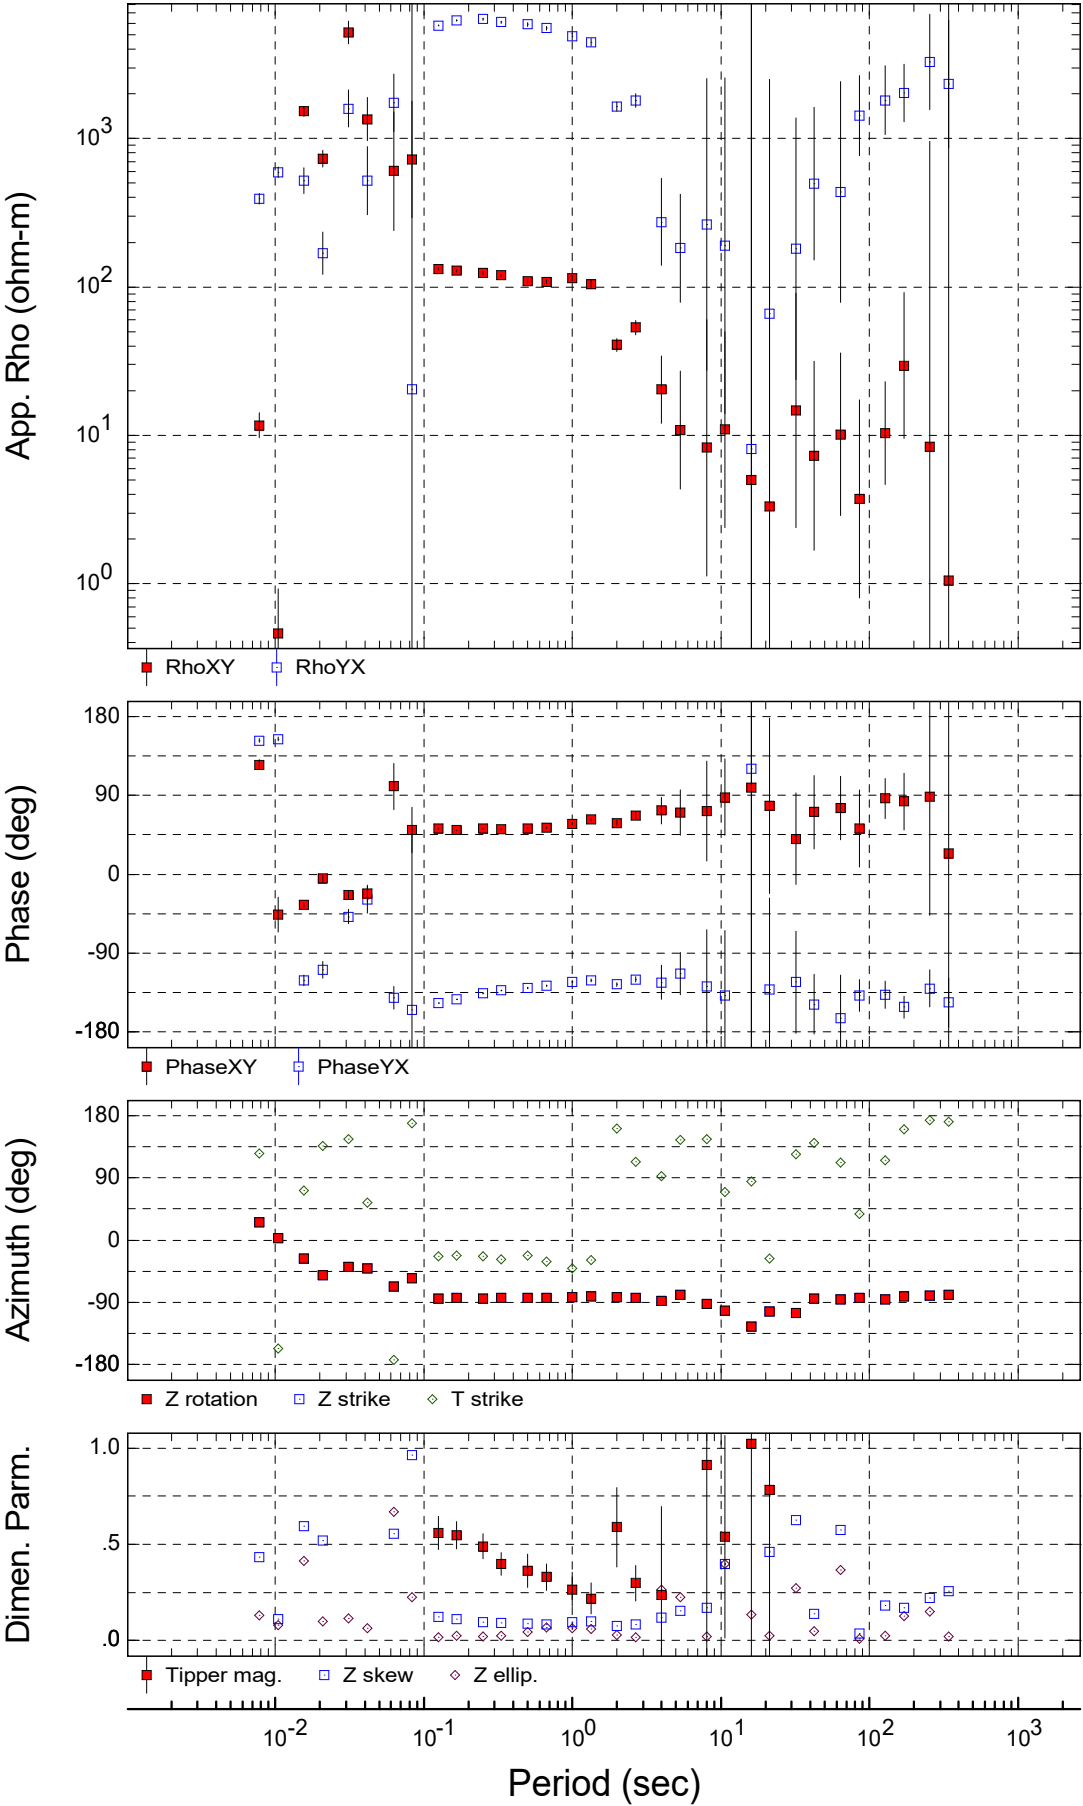 App. Rho (ohm-m)
10^3
10^2
10^1
10^0
RhoXY RhoYX
Phase (deg)
180
90
0
-90
-180
PhaseXY PhaseYX
Azimuth (deg)
180
90
0
-90
-180
Z rotation Z strike T strike
Dimen. Parm.
1.0
.5
.0
Tipper mag. Z skew Z ellip.
10^-2 10^-1 10^0 10^1 10^2 10^3
Period (sec)